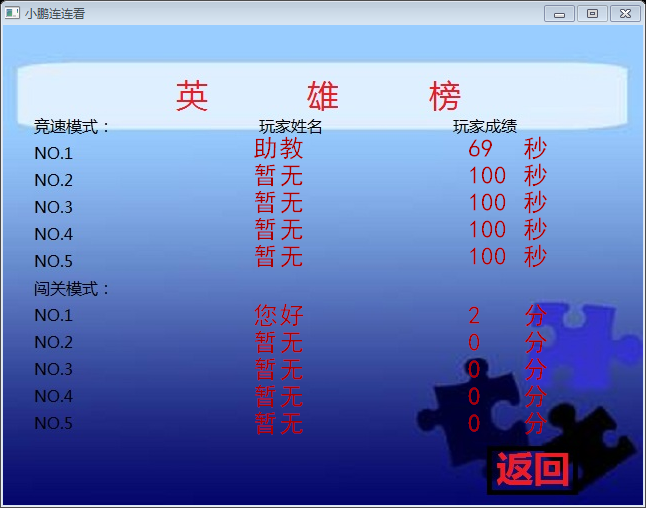 小鹏连连看
英 雄 榜
竞速模式： 玩家姓名 玩家成绩
NO.1 助教 69 秒
NO.2 暂无 100 秒
NO.3 暂无 100 秒
NO.4 暂无 100 秒
NO.5 暂无 100 秒
闯关模式：
NO.1 您好 2 分
NO.2 暂无 0 分
NO.3 暂无 0 分
NO.4 暂无 0 分
NO.5 暂无 0 分
返回